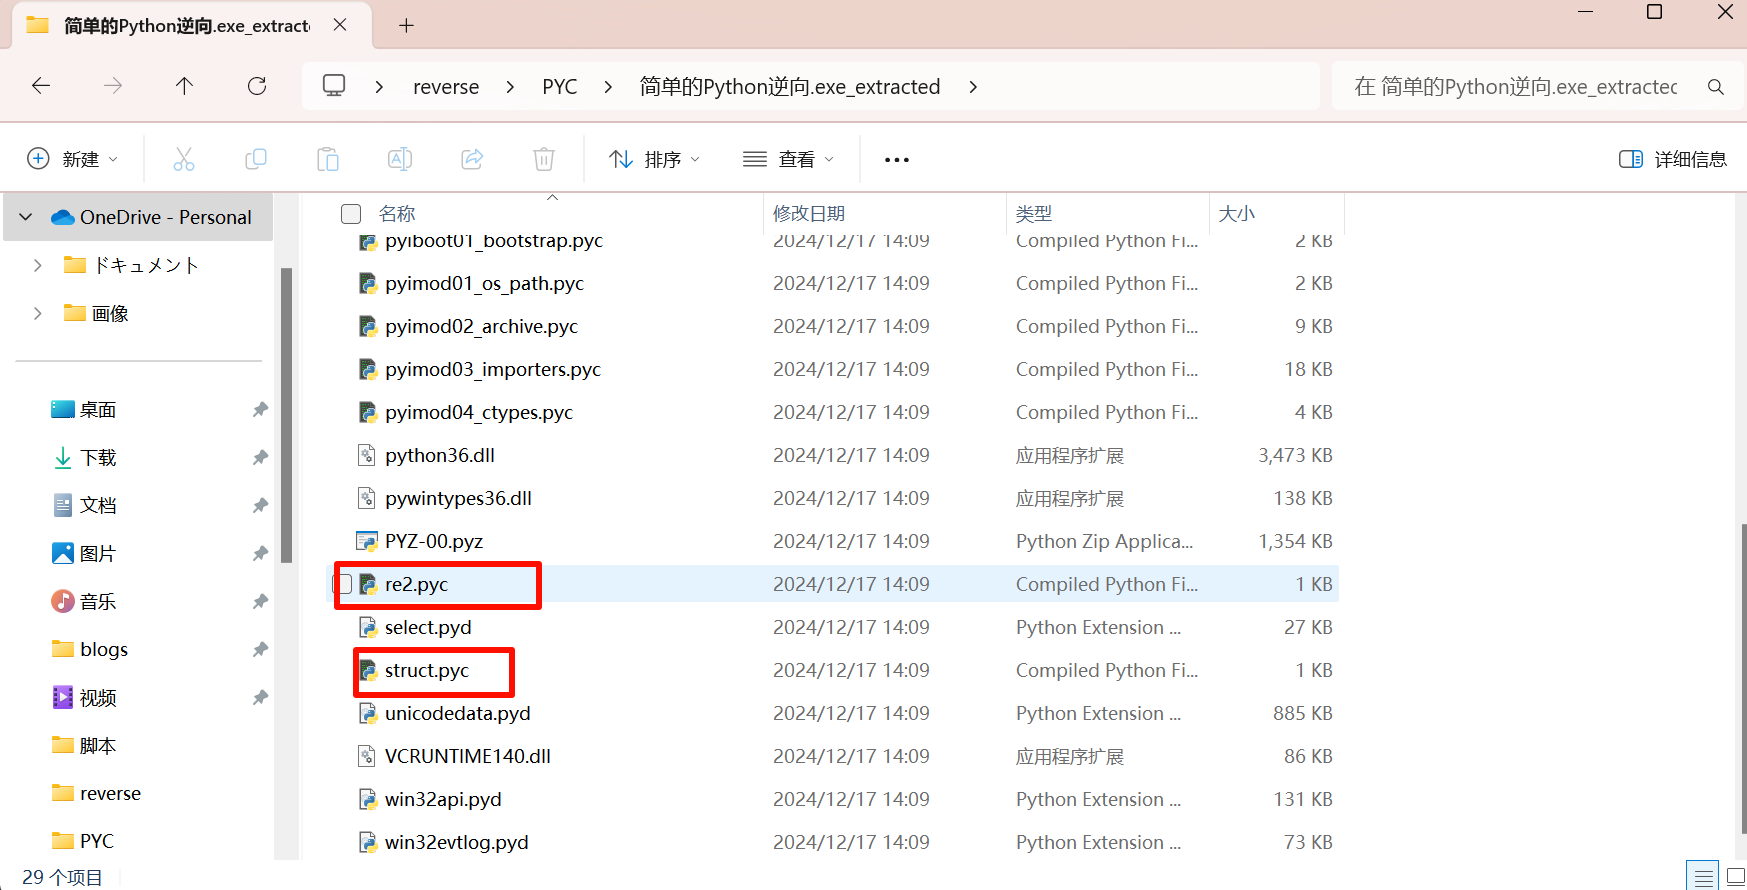 简单的Python逆向.exe_extract
reverse PYC 简单的Python逆向.exe_extracted 在 简单的Python逆向.exe_extractec
新建 排序 查看 详细信息
OneDrive - Personal
ドキュメント
画像
桌面
下载
文档
图片
音乐
blogs
视频
脚本
reverse
PYC
名称 修改日期 类型 大小
pyiboot01_bootstrap.pyc 2024/12/17 14:09 Compiled Python Fi... 2 KB
pyimod01_os_path.pyc 2024/12/17 14:09 Compiled Python Fi... 2 KB
pyimod02_archive.pyc 2024/12/17 14:09 Compiled Python Fi... 9 KB
pyimod03_importers.pyc 2024/12/17 14:09 Compiled Python Fi... 18 KB
pyimod04_ctypes.pyc 2024/12/17 14:09 Compiled Python Fi... 4 KB
python36.dll 2024/12/17 14:09 应用程序扩展 3,473 KB
pywintypes36.dll 2024/12/17 14:09 应用程序扩展 138 KB
PYZ-00.pyz 2024/12/17 14:09 Python Zip Applica... 1,354 KB
re2.pyc 2024/12/17 14:09 Compiled Python Fi... 1 KB
select.pyd 2024/12/17 14:09 Python Extension ... 27 KB
struct.pyc 2024/12/17 14:09 Compiled Python Fi... 1 KB
unicodedata.pyd 2024/12/17 14:09 Python Extension ... 885 KB
VCRUNTIME140.dll 2024/12/17 14:09 应用程序扩展 86 KB
win32api.pyd 2024/12/17 14:09 Python Extension ... 131 KB
win32evtlog.pyd 2024/12/17 14:09 Python Extension ... 73 KB
29 个项目